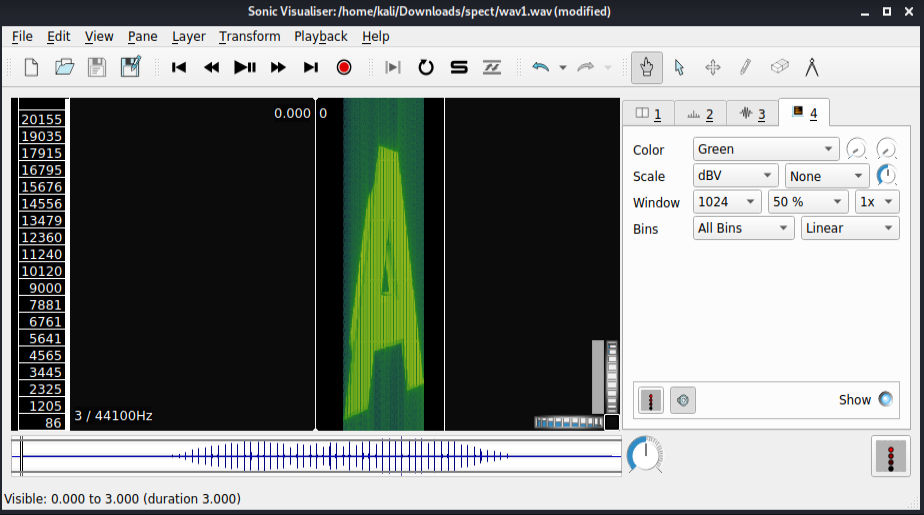 Sonic Visualiser: /home/kali/Downloads/spect/wav1.wav (modified)
File Edit View Pane Layer Transform Playback Help
0.000 0
20155
19035
17915
16795
15676
14556
13479
12360
11240
10120
9000
7881
6761
5641
4565
3445
2325
1205
86
A
3 / 44100Hz
1 2 3 4
Color Green
Scale dBV None
Window 1024 50 % 1x
Bins All Bins Linear
Show
Visible: 0.000 to 3.000 (duration 3.000)